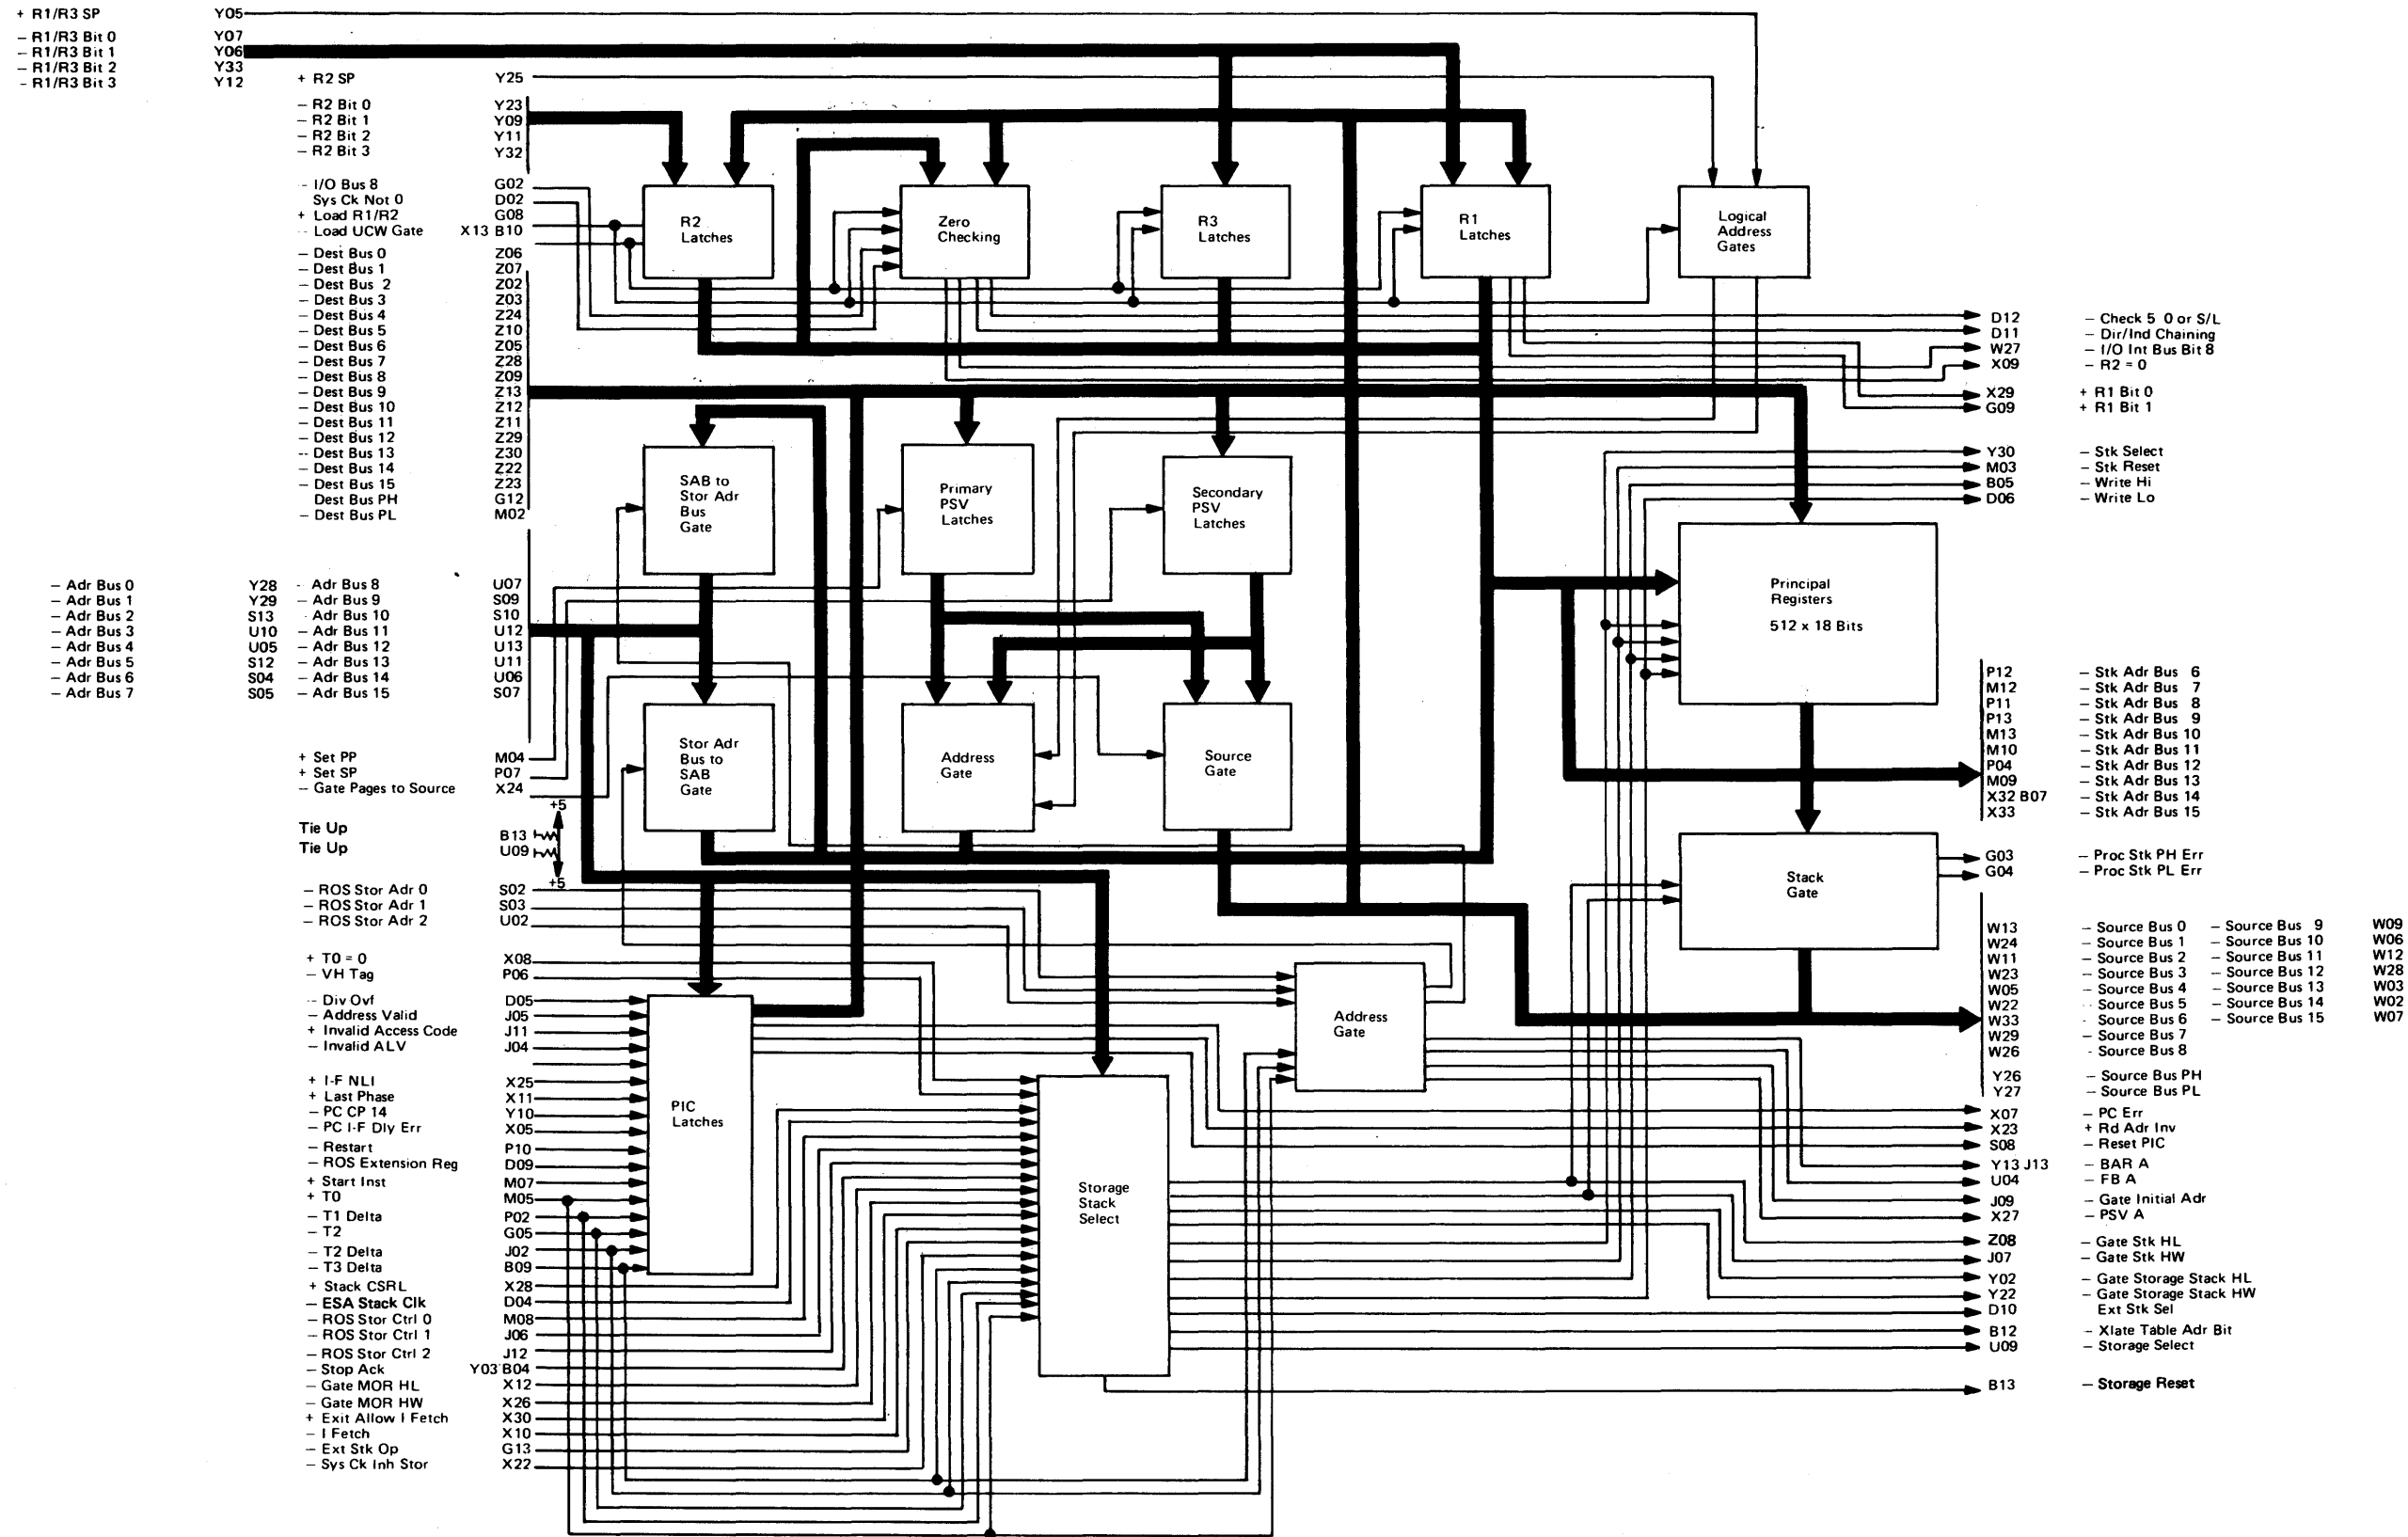 + R1/R3 SP Y05
– R1/R3 Bit 0 Y07
– R1/R3 Bit 1 Y06
– R1/R3 Bit 2 Y33
– R1/R3 Bit 3 Y12
+ R2 SP Y25
– R2 Bit 0 Y23
– R2 Bit 1 Y09
– R2 Bit 2 Y11
– R2 Bit 3 Y32
- I/O Bus 8 G02
Sys Ck Not 0 D02
+ Load R1/R2 G08
-- Load UCW Gate X13 B10
– Dest Bus 0 Z06
– Dest Bus 1 Z07
– Dest Bus 2 Z02
– Dest Bus 3 Z03
– Dest Bus 4 Z24
– Dest Bus 5 Z10
– Dest Bus 6 Z05
– Dest Bus 7 Z28
– Dest Bus 8 Z09
– Dest Bus 9 Z13
– Dest Bus 10 Z12
– Dest Bus 11 Z11
– Dest Bus 12 Z29
-- Dest Bus 13 Z30
– Dest Bus 14 Z22
– Dest Bus 15 Z23
Dest Bus PH G12
– Dest Bus PL M02
– Adr Bus 0 Y28 - Adr Bus 8 U07
– Adr Bus 1 Y29 – Adr Bus 9 S09
– Adr Bus 2 S13 - Adr Bus 10 S10
– Adr Bus 3 U10 – Adr Bus 11 U12
– Adr Bus 4 U05 – Adr Bus 12 U13
– Adr Bus 5 S12 – Adr Bus 13 U11
– Adr Bus 6 S04 – Adr Bus 14 U06
– Adr Bus 7 S05 – Adr Bus 15 S07
+ Set PP M04
+ Set SP P07
– Gate Pages to Source X24
+5
Tie Up B13
Tie Up U09
+5
– ROS Stor Adr 0 S02
– ROS Stor Adr 1 S03
– ROS Stor Adr 2 U02
+ T0 = 0 X08
– VH Tag P06
-- Div Ovf D05
– Address Valid J05
+ Invalid Access Code J11
– Invalid ALV J04
+ I-F NLI X25
+ Last Phase X11
– PC CP 14 Y10
– PC I-F Dly Err X05
– Restart P10
– ROS Extension Reg D09
+ Start Inst M07
+ T0 M05
– T1 Delta P02
– T2 G05
– T2 Delta J02
– T3 Delta B09
+ Stack CSRL X28
– ESA Stack Clk D04
– ROS Stor Ctrl 0 M08
– ROS Stor Ctrl 1 J06
– ROS Stor Ctrl 2 J12
– Stop Ack Y03 B04
– Gate MOR HL X12
– Gate MOR HW X26
+ Exit Allow I Fetch X30
– I Fetch X10
– Ext Stk Op G13
– Sys Ck Inh Stor X22
R2
Latches
Zero
Checking
R3
Latches
R1
Latches
Logical
Address
Gates
SAB to
Stor Adr
Bus
Gate
Primary
PSV
Latches
Secondary
PSV
Latches
Principal
Registers
512 x 18 Bits
Stor Adr
Bus to
SAB
Gate
Address
Gate
Source
Gate
Stack
Gate
PIC
Latches
Address
Gate
Storage
Stack
Select
D12 – Check 5 0 or S/L
D11 – Dir/Ind Chaining
W27 – I/O Int Bus Bit 8
X09 – R2 = 0
X29 + R1 Bit 0
G09 + R1 Bit 1
Y30 – Stk Select
M03 – Stk Reset
B05 – Write Hi
D06 – Write Lo
P12 – Stk Adr Bus 6
M12 – Stk Adr Bus 7
P11 – Stk Adr Bus 8
P13 – Stk Adr Bus 9
M13 – Stk Adr Bus 10
M10 – Stk Adr Bus 11
P04 – Stk Adr Bus 12
M09 – Stk Adr Bus 13
X32 B07 – Stk Adr Bus 14
X33 – Stk Adr Bus 15
G03 – Proc Stk PH Err
G04 – Proc Stk PL Err
W13 – Source Bus 0 – Source Bus 9 W09
W24 – Source Bus 1 – Source Bus 10 W06
W11 – Source Bus 2 – Source Bus 11 W12
W23 – Source Bus 3 – Source Bus 12 W28
W05 – Source Bus 4 – Source Bus 13 W03
W22 - Source Bus 5 – Source Bus 14 W02
W33 - Source Bus 6 – Source Bus 15 W07
W29 – Source Bus 7
W26 - Source Bus 8
Y26 – Source Bus PH
Y27 – Source Bus PL
X07 – PC Err
X23 + Rd Adr Inv
S08 – Reset PIC
Y13 J13 – BAR A
U04 – FB A
J09 – Gate Initial Adr
X27 – PSV A
Z08 – Gate Stk HL
J07 – Gate Stk HW
Y02 – Gate Storage Stack HL
Y22 – Gate Storage Stack HW
D10 Ext Stk Sel
B12 – Xlate Table Adr Bit
U09 – Storage Select
B13 – Storage Reset